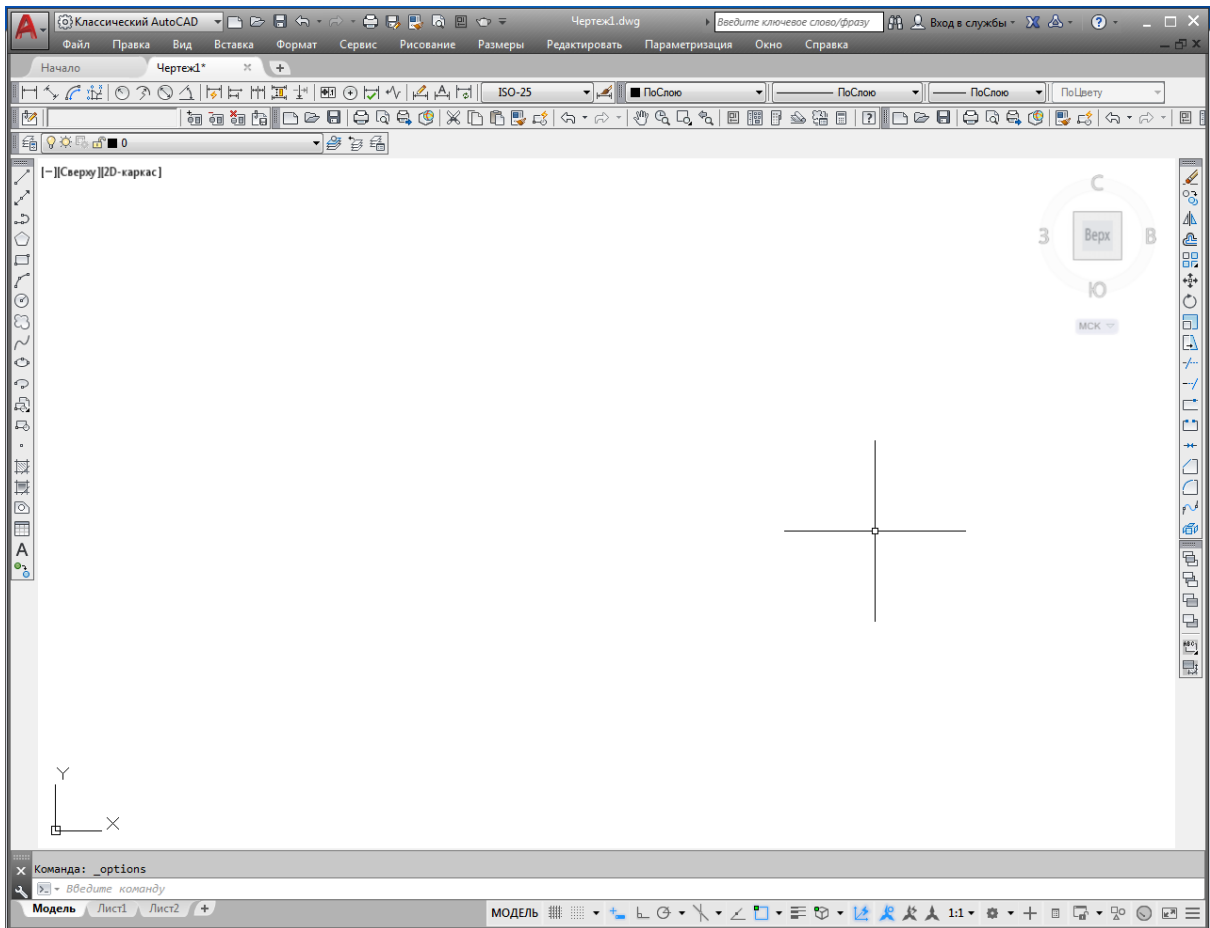 Классический AutoCAD Чертеж1.dwg Введите ключевое слово/фразу Вход в службы
Файл Правка Вид Вставка Формат Сервис Рисование Размеры Редактировать Параметризация Окно Справка
Начало Чертеж1* +
ISO-25 ПоСлою ПоСлою ПоСлою ПоЦвету
0
[−][Сверху][2D-каркас]
С
З Верх В
Ю
МСК
A
Y
X
Команда: _options
Введите команду
Модель Лист1 Лист2 +
МОДЕЛЬ 1:1